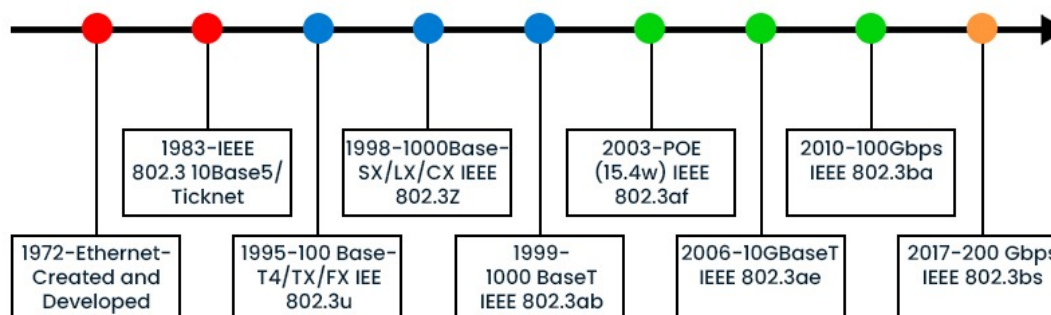 1983-IEEE
802.3 10Base5/
Ticknet
1998-1000Base-
SX/LX/CX IEEE
802.3Z
2003-POE
(15.4w) IEEE
802.3af
2010-100Gbps
IEEE 802.3ba
1972-Ethernet-
Created and
Developed
1995-100 Base-
T4/TX/FX IEE
802.3u
1999-
1000 BaseT
IEEE 802.3ab
2006-10GBaseT
IEEE 802.3ae
2017-200 Gbps
IEEE 802.3bs